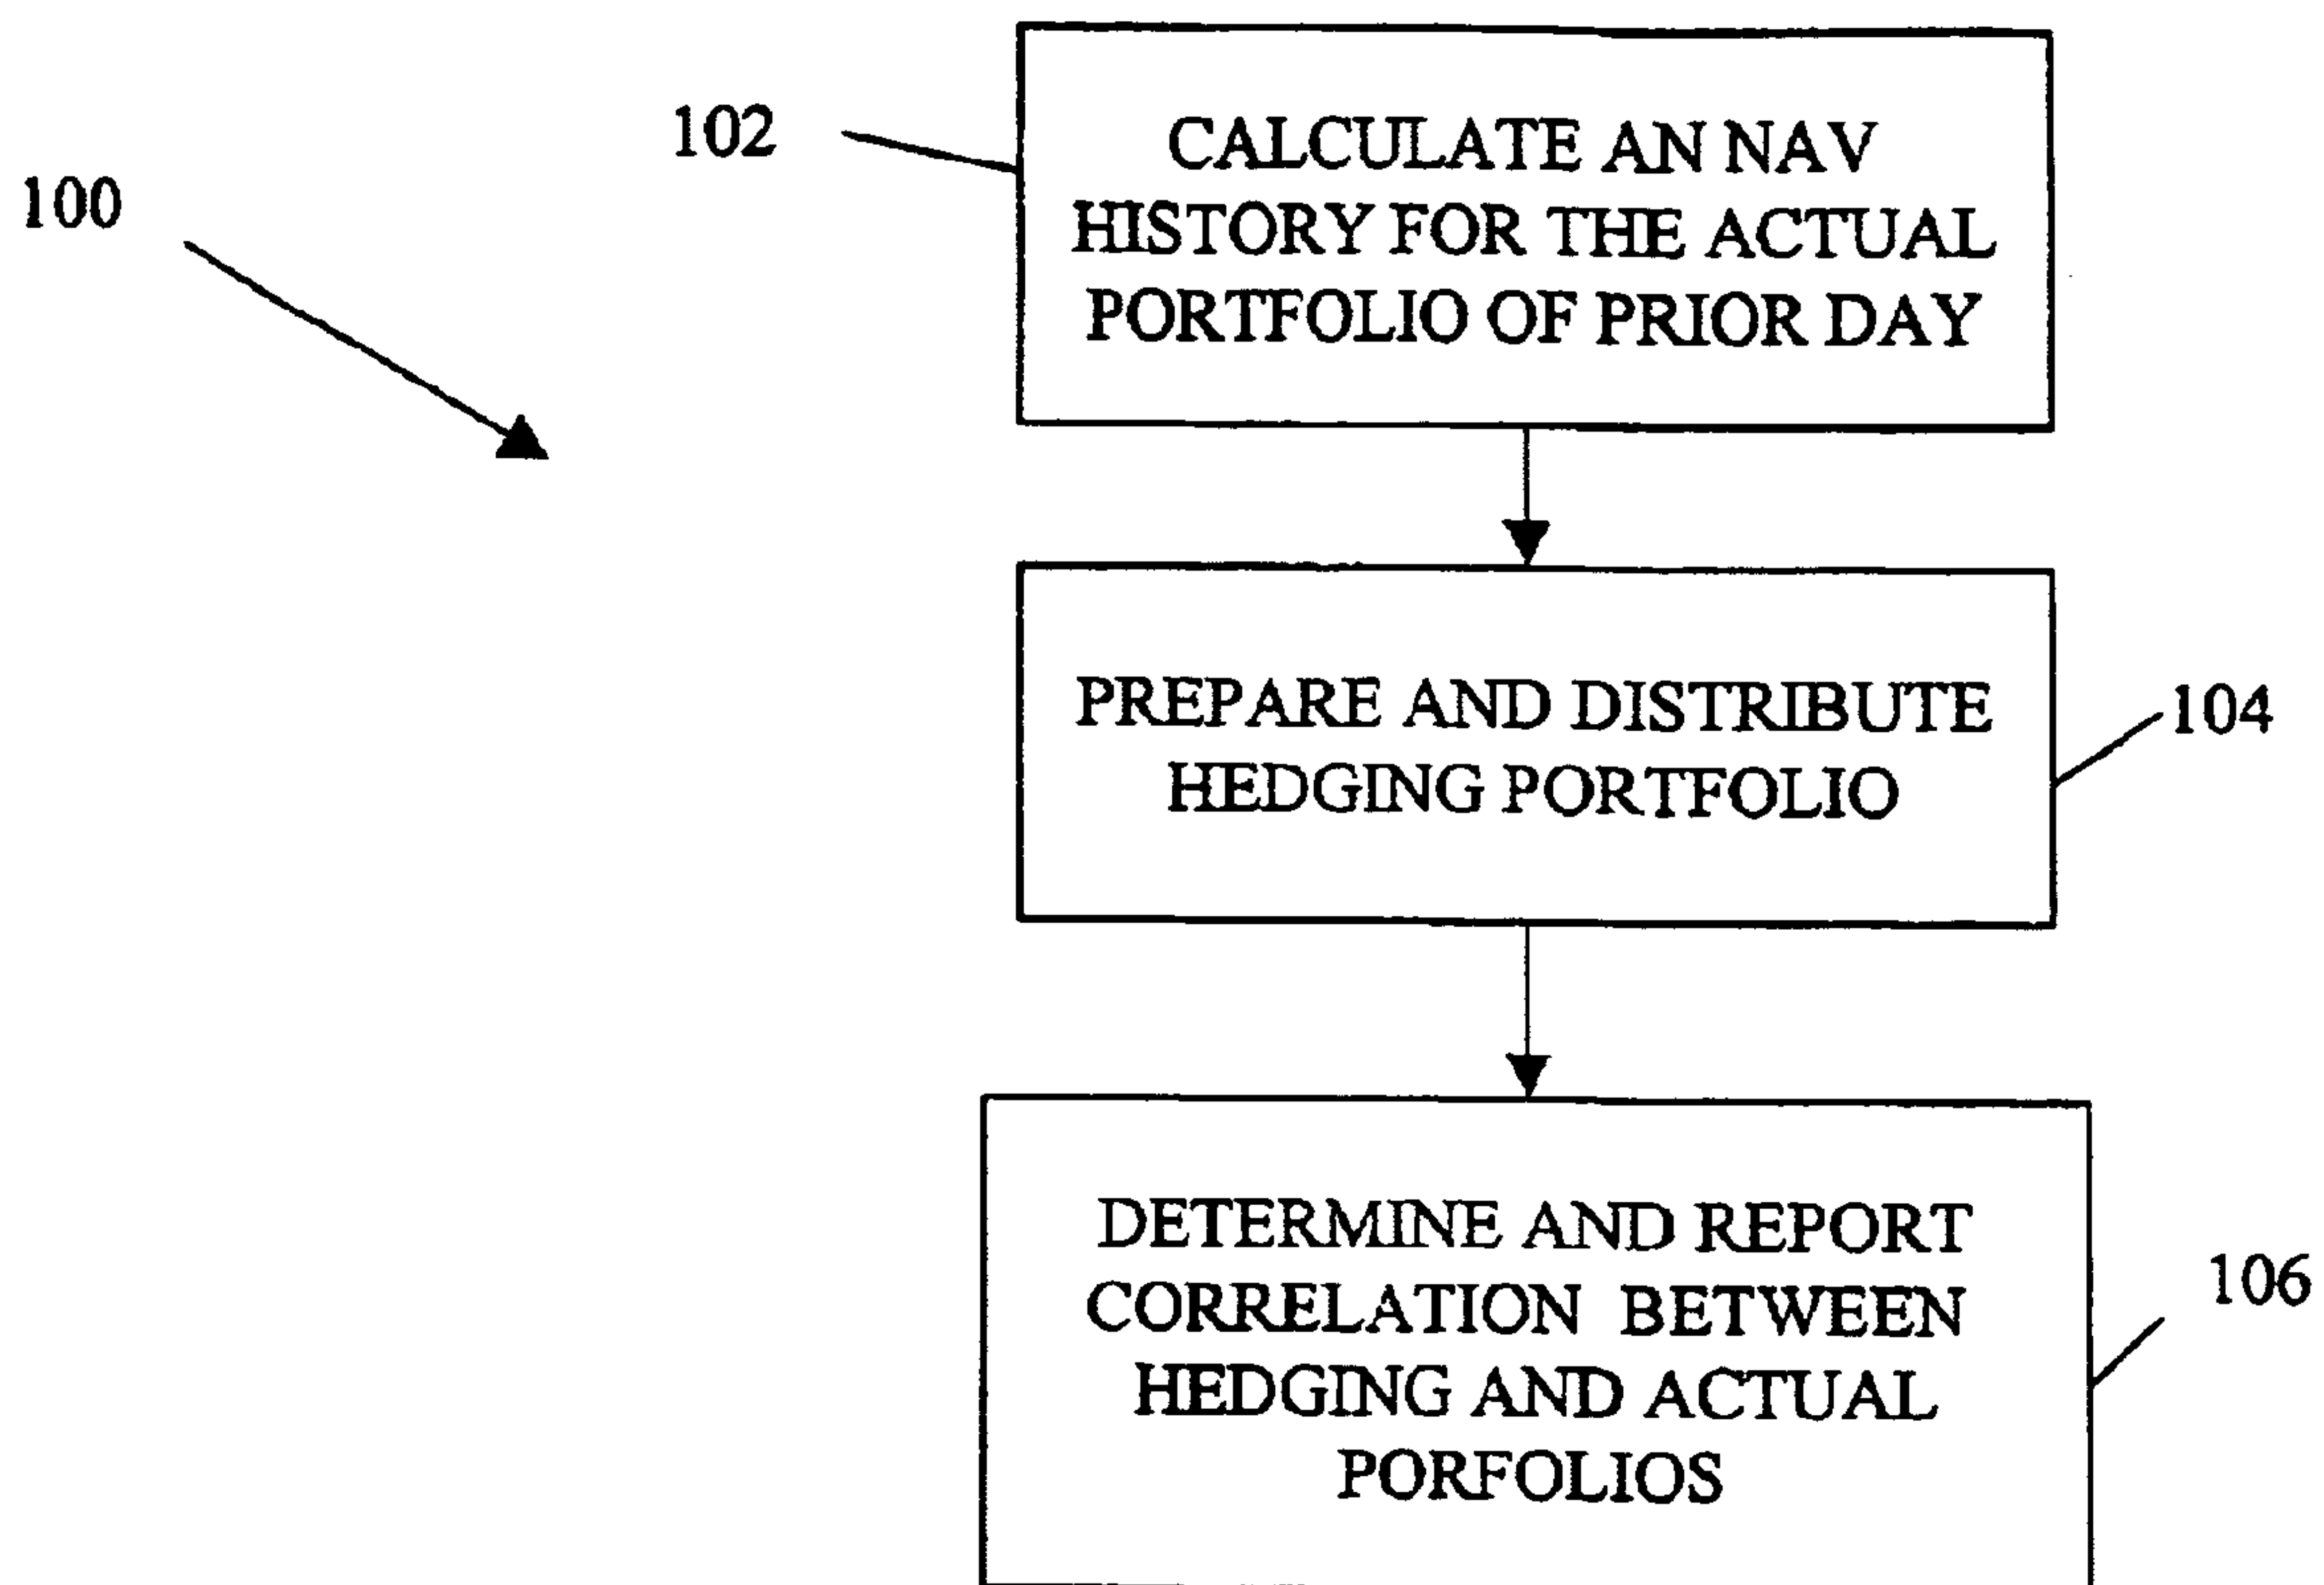 102
100
CALCULATE AN NAV
HISTORY FOR THE ACTUAL
PORTFOLIO OF PRIOR DAY
PREPARE AND DISTRIBUTE
HEDGING PORTFOLIO
104
DETERMINE AND REPORT
CORRELATION BETWEEN
HEDGING AND ACTUAL
PORFOLIOS
106